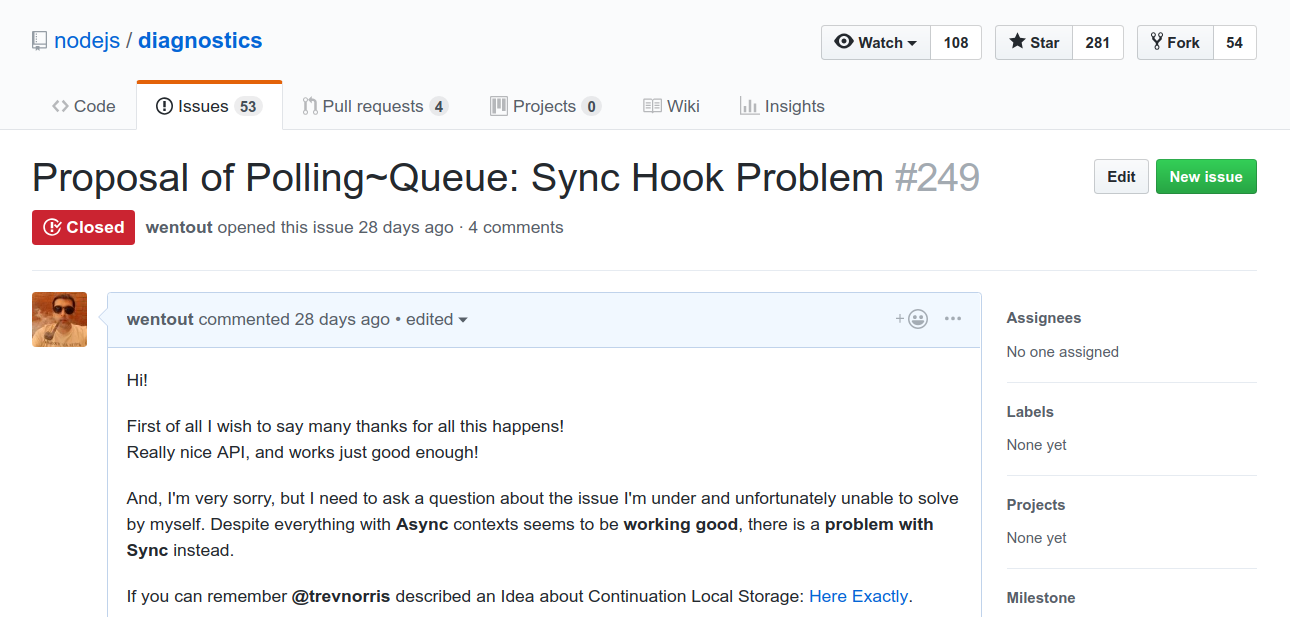 nodejs / diagnostics
Watch 108 Star 281 Fork 54
Code Issues 53 Pull requests 4 Projects 0 Wiki Insights
Proposal of Polling~Queue: Sync Hook Problem #249
Edit New issue
Closed wentout opened this issue 28 days ago · 4 comments
wentout commented 28 days ago • edited
Hi!
First of all I wish to say many thanks for all this happens!
Really nice API, and works just good enough!
And, I'm very sorry, but I need to ask a question about the issue I'm under and unfortunately unable to solve
by myself. Despite everything with Async contexts seems to be working good, there is a problem with
Sync instead.
If you can remember @trevnorris described an Idea about Continuation Local Storage: Here Exactly.
Assignees
No one assigned
Labels
None yet
Projects
None yet
Milestone